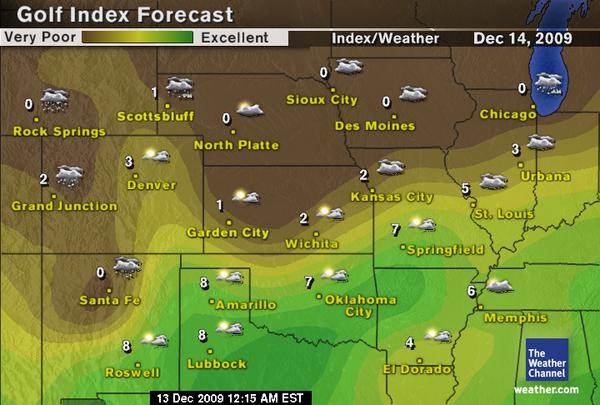 Golf Index Forecast
Very Poor Excellent Index/Weather Dec 14, 2009
0
Sioux City
0
Rock Springs
1
Scottsbluff
0
North Platte
0
Des Moines
0
Chicago
3
Denver
3
Urbana
2
Grand Junction
2
Kansas City
5
St. Louis
1
Garden City
2
Wichita
7
Springfield
0
Santa Fe
8
Amarillo
7
Oklahoma
City
6
Memphis
8
Roswell
8
Lubbock
4
El Dorado
The
Weather
Channel
weather.com
13 Dec 2009 12:15 AM EST